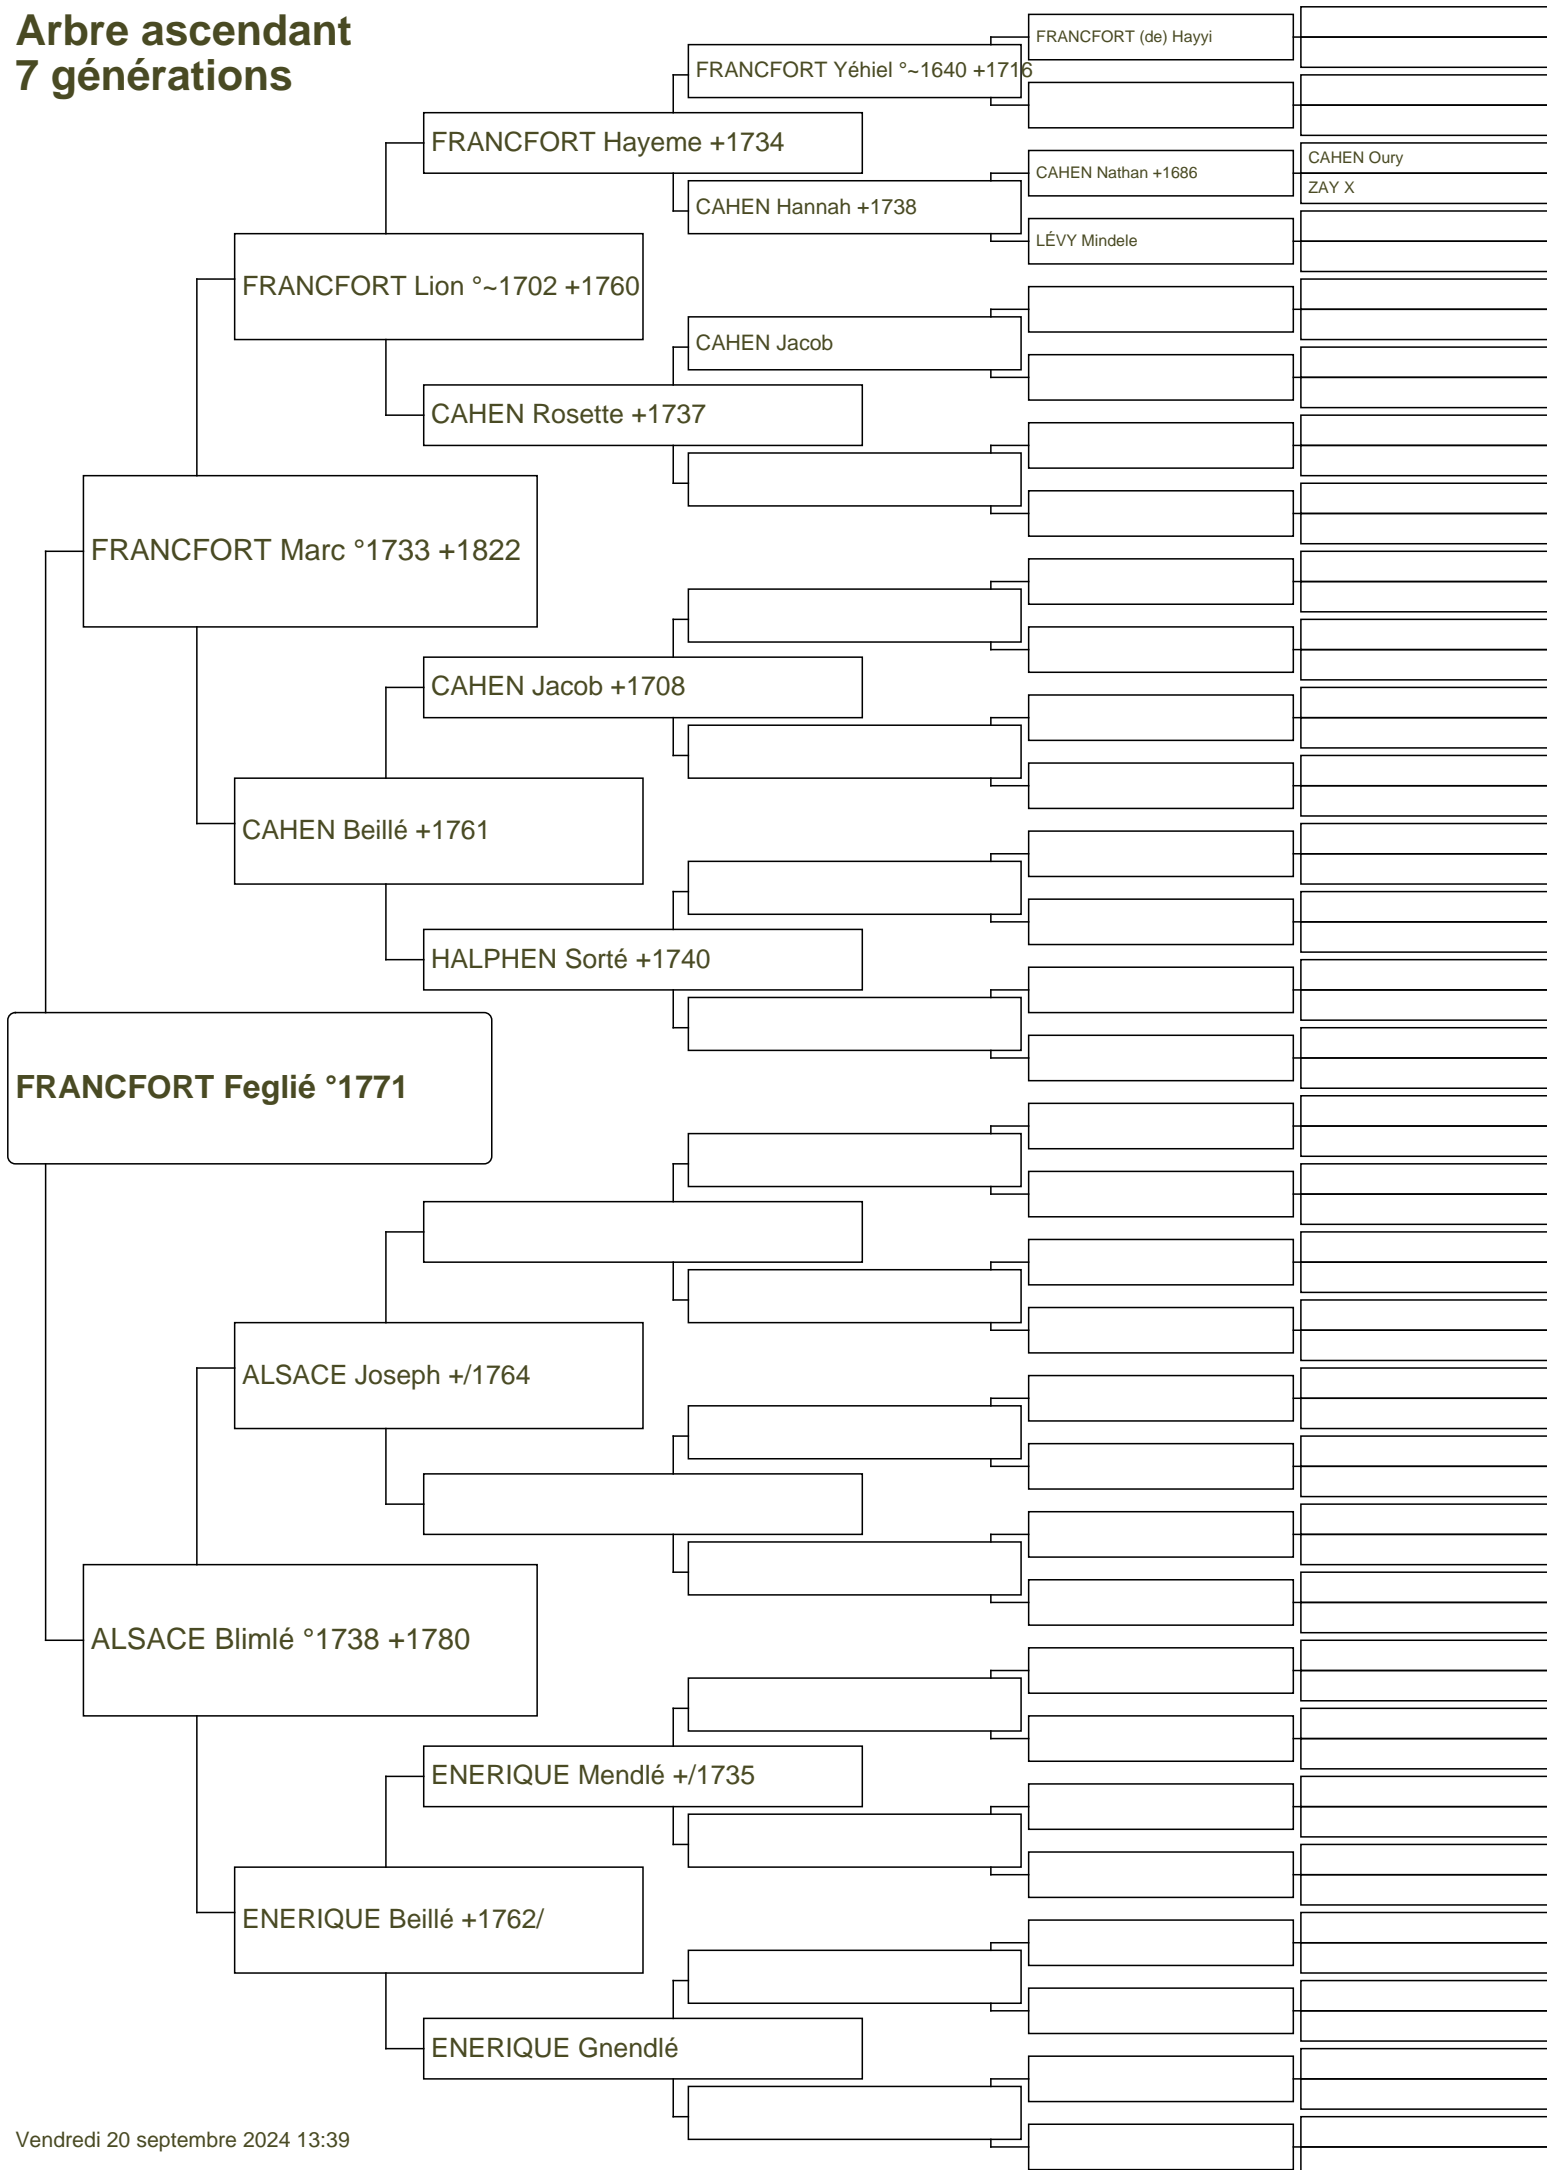 Arbre ascendant
7 générations
FRANCFORT (de) Hayyi
FRANCFORT Yéhiel °~1640 +1716
FRANCFORT Hayeme +1734
CAHEN Oury
CAHEN Nathan +1686
ZAY X
CAHEN Hannah +1738
LÉVY Mindele
FRANCFORT Lion °~1702 +1760
CAHEN Jacob
CAHEN Rosette +1737
FRANCFORT Marc °1733 +1822
CAHEN Jacob +1708
CAHEN Beillé +1761
HALPHEN Sorté +1740
FRANCFORT Feglié °1771
ALSACE Joseph +/1764
ALSACE Blimlé °1738 +1780
ENERIQUE Mendlé +/1735
ENERIQUE Beillé +1762/
ENERIQUE Gnendlé
Vendredi 20 septembre 2024 13:39